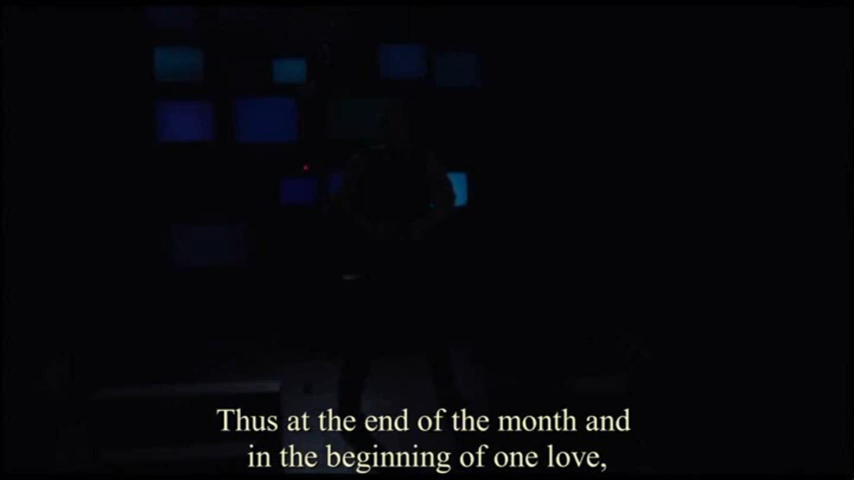 Thus at the end of the month and
in the beginning of one love,